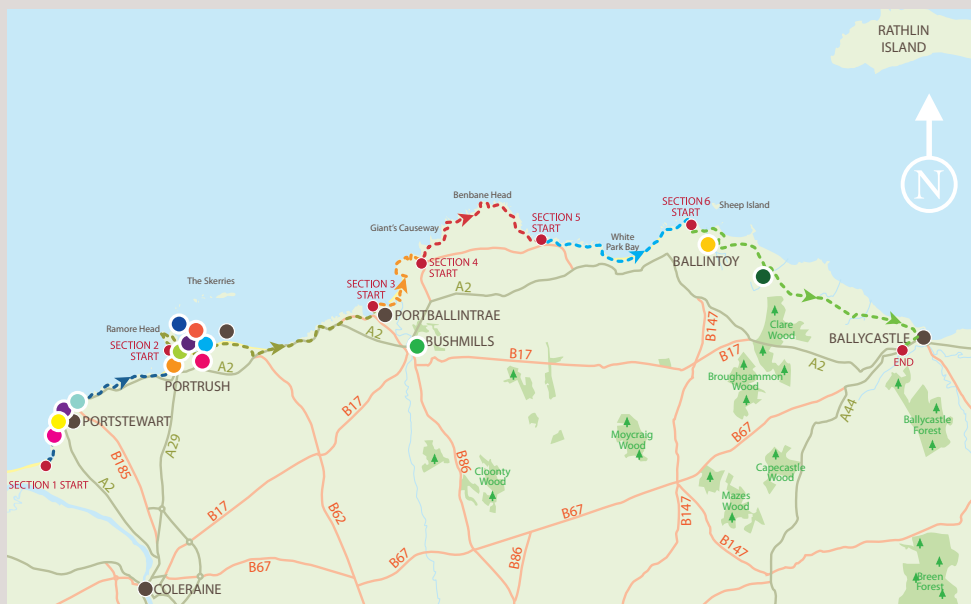 RATHLIN
ISLAND
N
Benbane Head
SECTION 6
START
Sheep Island
SECTION 5
START
Giant's Causeway
White
Park Bay
SECTION 4
START
BALLINTOY
The Skerries
SECTION 3
START
A2
PORTBALLINTRAE
B147
Clare
Wood
Ramore Head
A2
SECTION 2
START
BUSHMILLS
BALLYCASTLE
B17
B17
A2
END
A2
PORTRUSH
Broughgammon
Wood
B17
A44
PORTSTEWART
B67
Ballycastle
Forest
A29
Moycraig
Wood
B185
B86
Cloonty
Wood
Capecastle
Wood
SECTION 1 START
A2
Mazes
Wood
B17
B62
B67
B147
B67
B86
B147
B67
Breen
Forest
COLERAINE